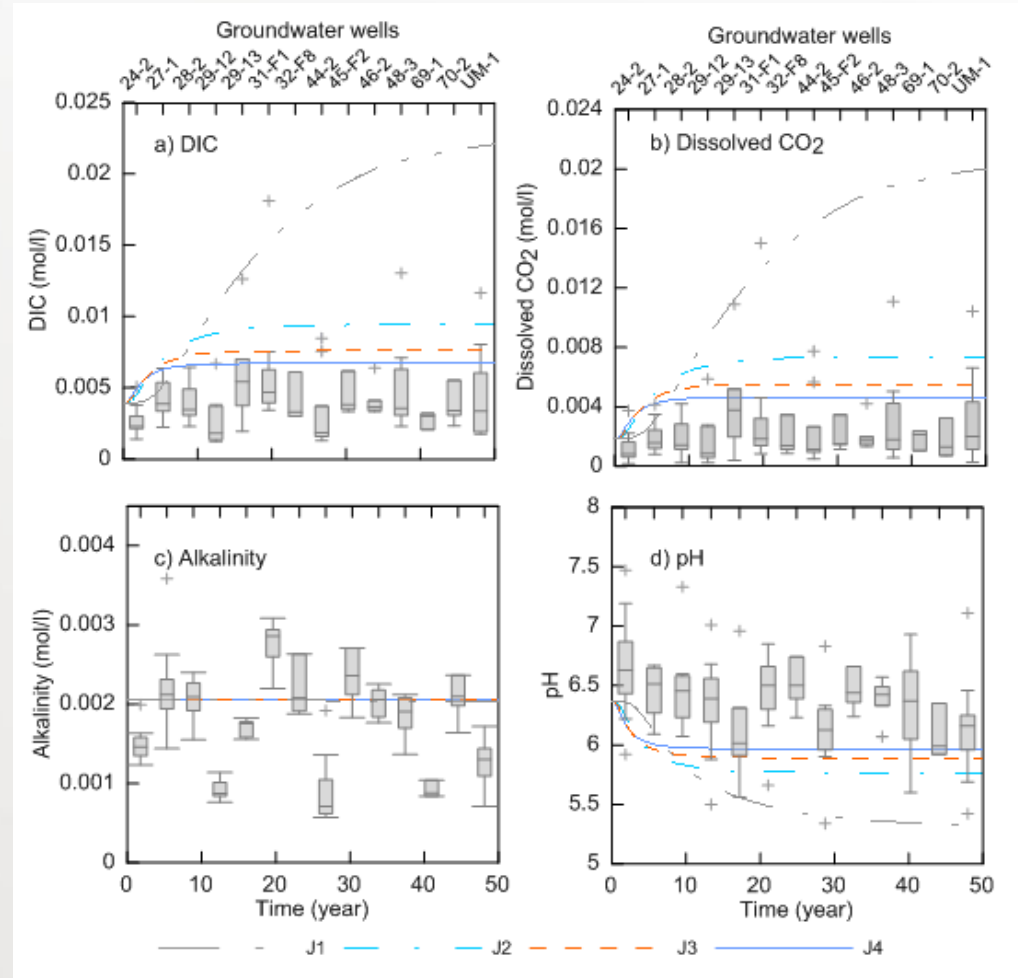 Groundwater wells
24-2 27-1 28-2 29-12 29-13 31-F1 32-F8 44-2 45-F2 46-2 48-3 69-1 70-2 UM-1
0.025
0.02
0.015
0.01
0.005
0
DIC (mol/l)
a) DIC
Groundwater wells
24-2 27-1 28-2 29-12 29-13 31-F1 32-F8 44-2 45-F2 46-2 48-3 69-1 70-2 UM-1
0.024
0.02
0.016
0.012
0.008
0.004
0
Dissolved CO2 (mol/l)
b) Dissolved CO2
0.004
0.003
0.002
0.001
0
Alkalinity (mol/l)
c) Alkalinity
0 10 20 30 40 50
Time (year)
8
7.5
7
6.5
6
5.5
5
pH
d) pH
0 10 20 30 40 50
Time (year)
J1 J2 J3 J4